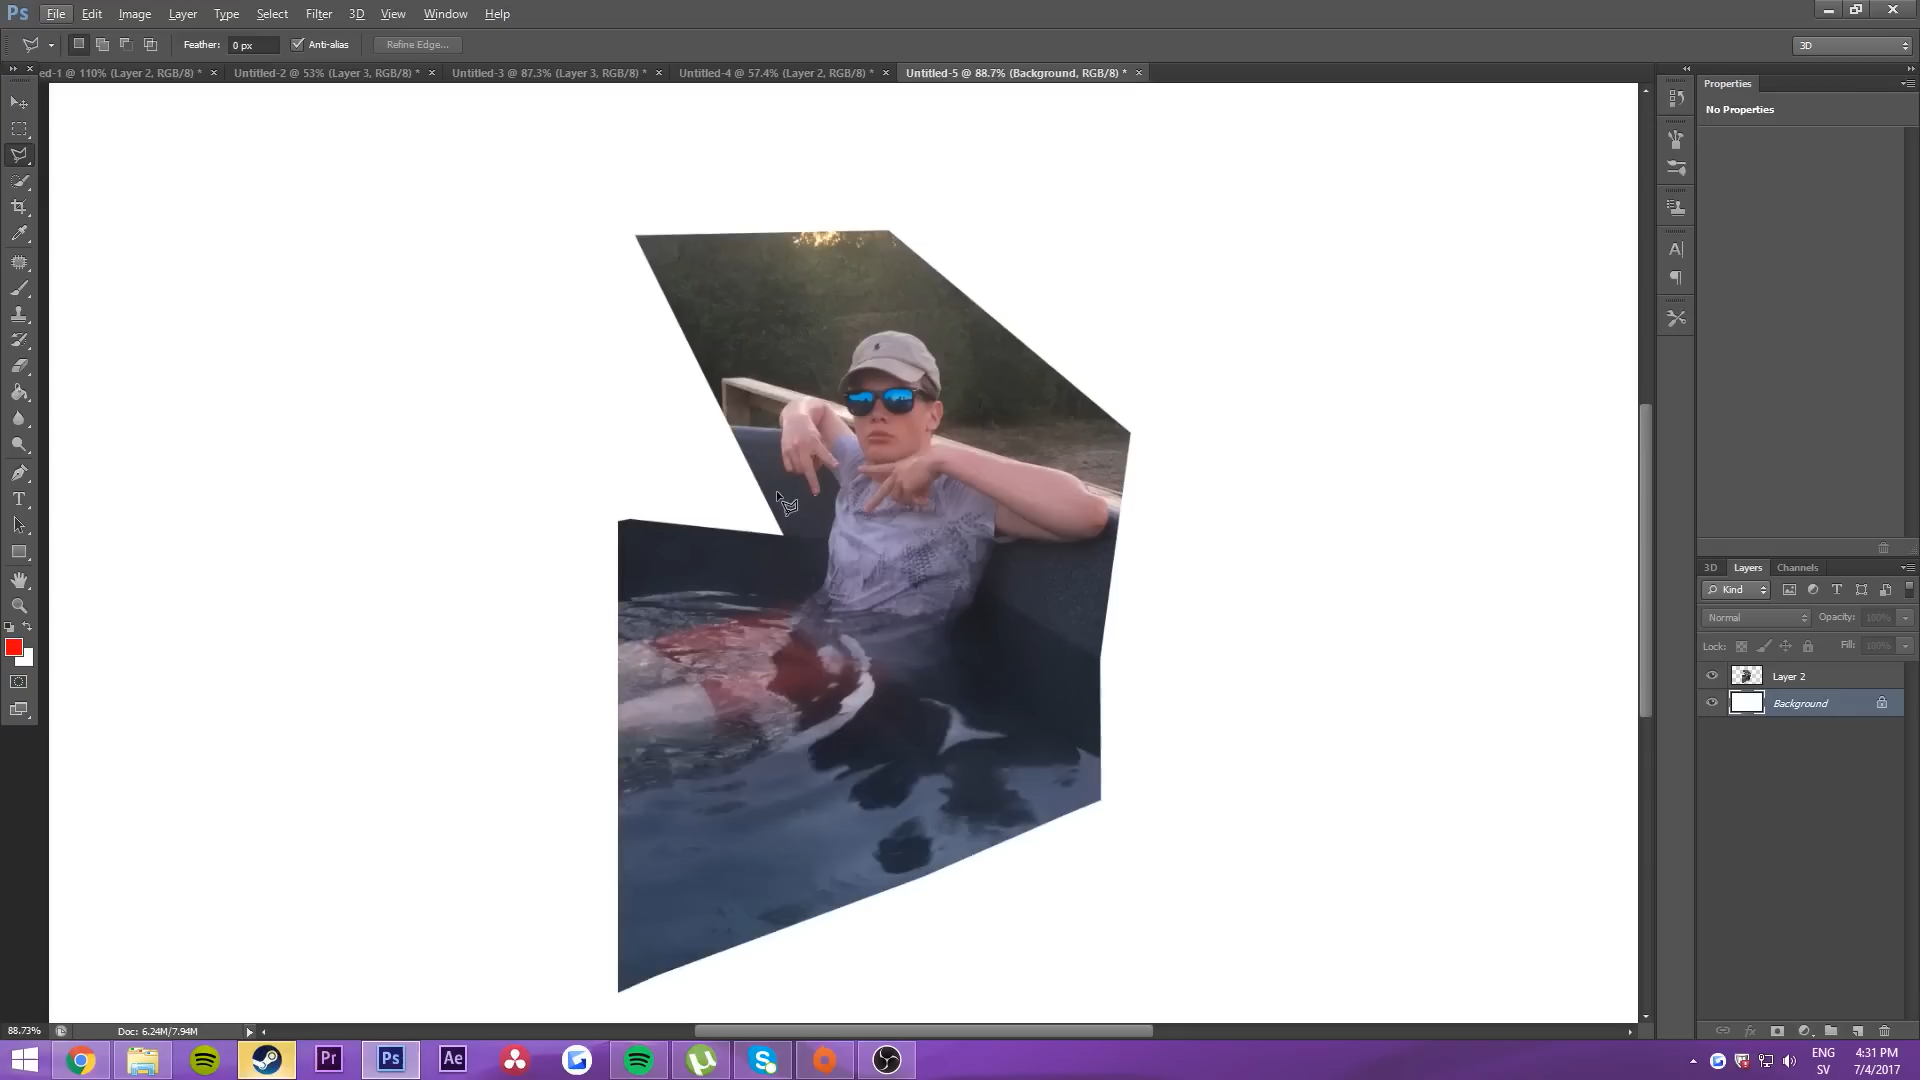 Ps File Edit Image Layer Type Select Filter 3D View Window Help
Feather: 0 px Anti-alias Refine Edge... 3D
ed-1 @ 110% (Layer 2, RGB/8) * × Untitled-2 @ 53% (Layer 3, RGB/8) * × Untitled-3 @ 87.3% (Layer 3, RGB/8) * × Untitled-4 @ 57.4% (Layer 2, RGB/8) * × Untitled-5 @ 88.7% (Background, RGB/8) * ×
Properties
No Properties
3D Layers Channels
Kind
Normal Opacity: 100%
Lock: Fill: 100%
Layer 2
Background
88.73% Doc: 6.24M/7.94M
Pr Ps Ae
ENG 4:31 PM
SV 7/4/2017